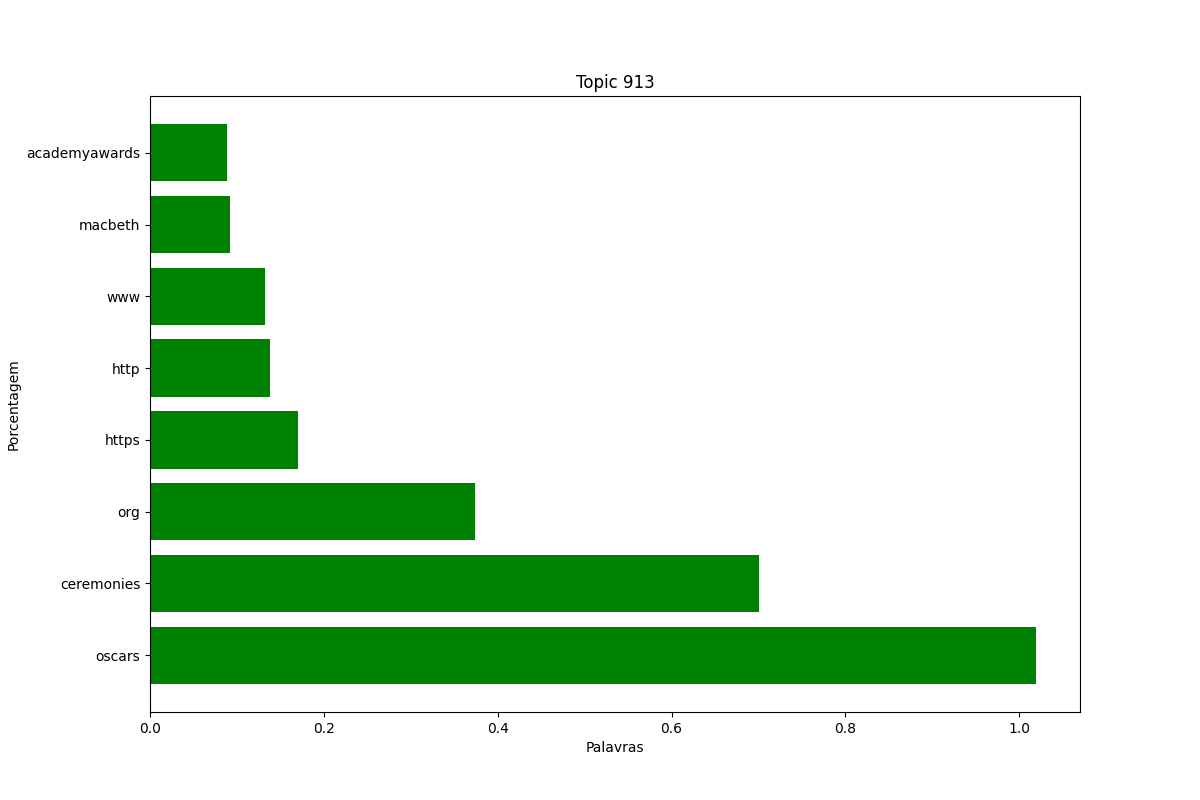 Topic 913
academyawards
macbeth
www
http
https
org
ceremonies
oscars
Porcentagem
0.0 0.2 0.4 0.6 0.8 1.0
Palavras